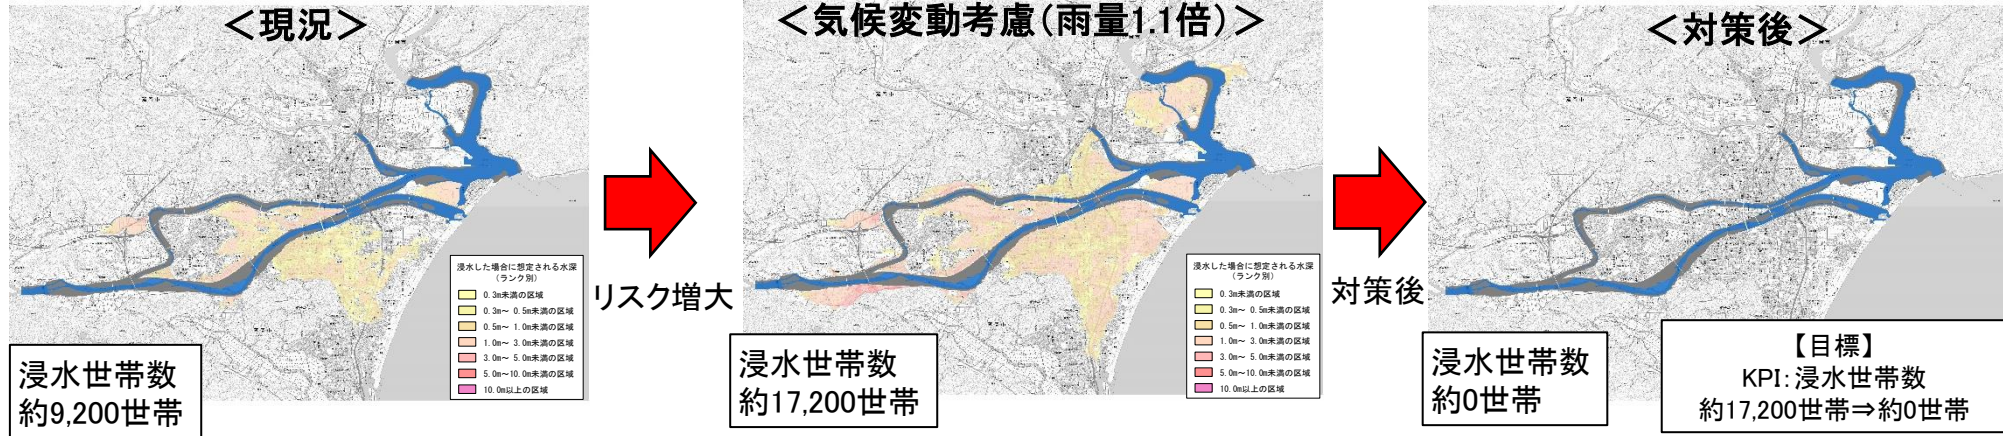 ＜現況＞
浸水した場合に想定される水深
(ランク別)
0.3m未満の区域
0.3m～ 0.5m未満の区域
0.5m～ 1.0m未満の区域
1.0m～ 3.0m未満の区域
3.0m～ 5.0m未満の区域
5.0m～10.0m未満の区域
10.0m以上の区域
浸水世帯数
約9,200世帯
リスク増大
＜気候変動考慮(雨量1.1倍)＞
浸水した場合に想定される水深
(ランク別)
0.3m未満の区域
0.3m～ 0.5m未満の区域
0.5m～ 1.0m未満の区域
1.0m～ 3.0m未満の区域
3.0m～ 5.0m未満の区域
5.0m～10.0m未満の区域
10.0m以上の区域
浸水世帯数
約17,200世帯
対策後
＜対策後＞
浸水世帯数
約0世帯
【目標】
KPI:浸水世帯数
約17,200世帯⇒約0世帯